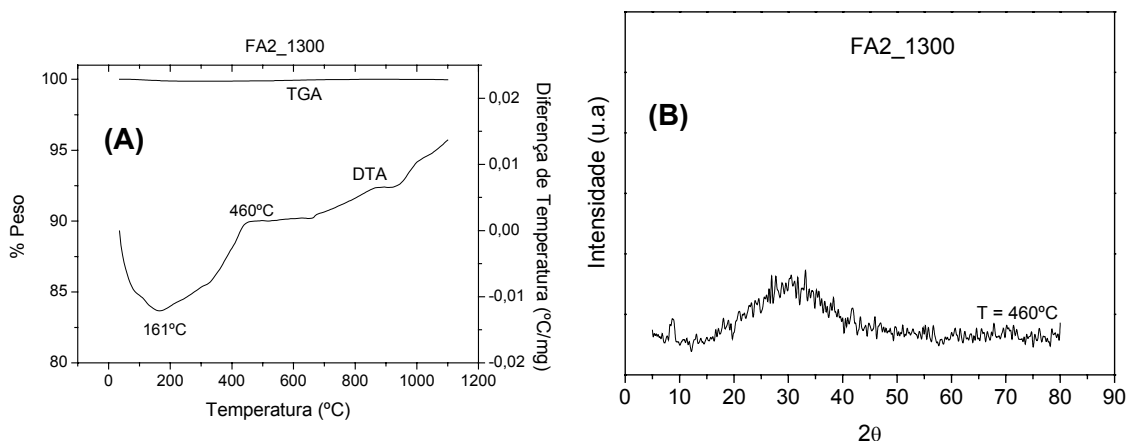 FA2_1300
100
95
90
85
80
% Peso
(A)
TGA
DTA
460ºC
161ºC
0,02
0,01
0,00
-0,01
-0,02
Diferença de Temperatura (ºC/mg)
0 200 400 600 800 1000 1200
Temperatura (ºC)
FA2_1300
(B)
Intensidade (u.a)
T = 460ºC
0 10 20 30 40 50 60 70 80 90
2θ